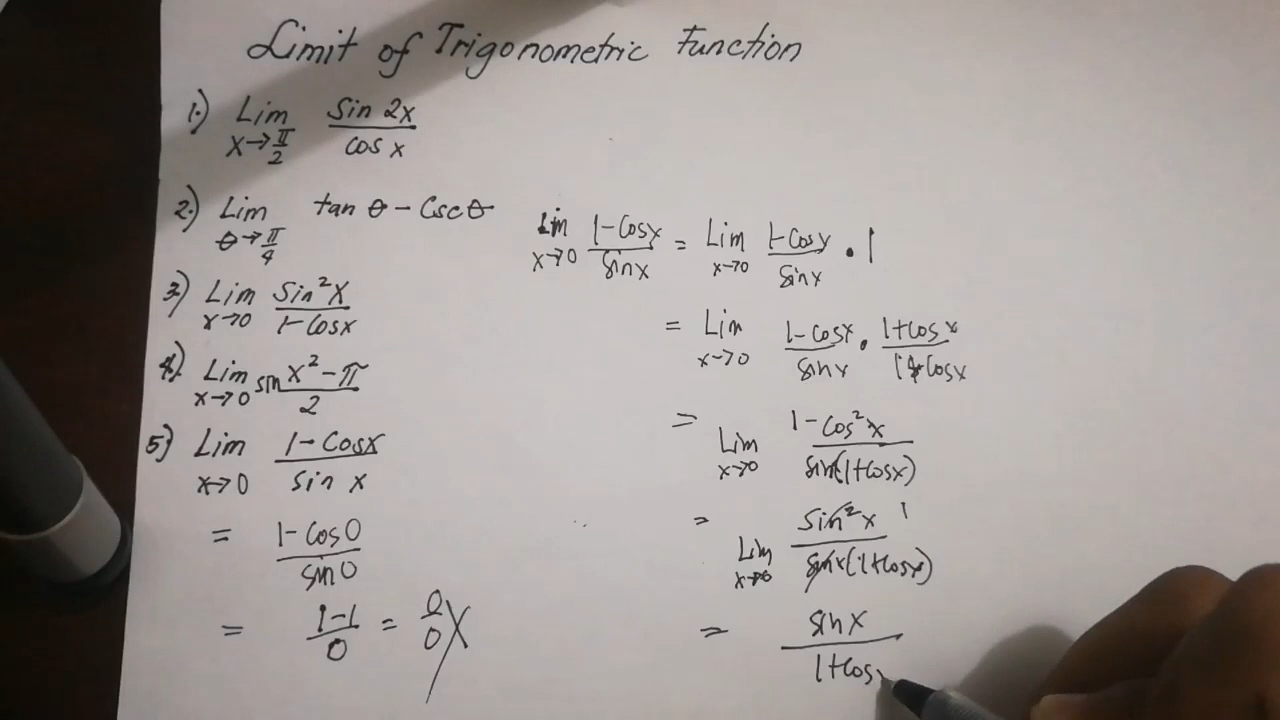 Limit of Trigonometric Function
1.) Lim x→π/2 Sin 2x / cos x
2.) Lim θ→π/4 tan θ - Csc θ
3.) Lim x→0 Sin²X / 1-Cosx
4.) Lim x→0 sin X²-π / 2
5.) Lim x→0 1-Cosx / sin x
= 1-cos0 / sin0
= 1-1 / 0 = 0/0 X
Lim x→0 1-Cosx / Sinx = Lim x→0 1-Cosx / Sinx · 1
= Lim x→0 1-Cosx / sinx · 1+Cosx / 1+Cosx
= Lim x→0 1-Cos²x / sin(1+Cosx)
= Lim x→0 Sin²x 1 / sinx(1+Cosx)
= sinx / 1+Cosx